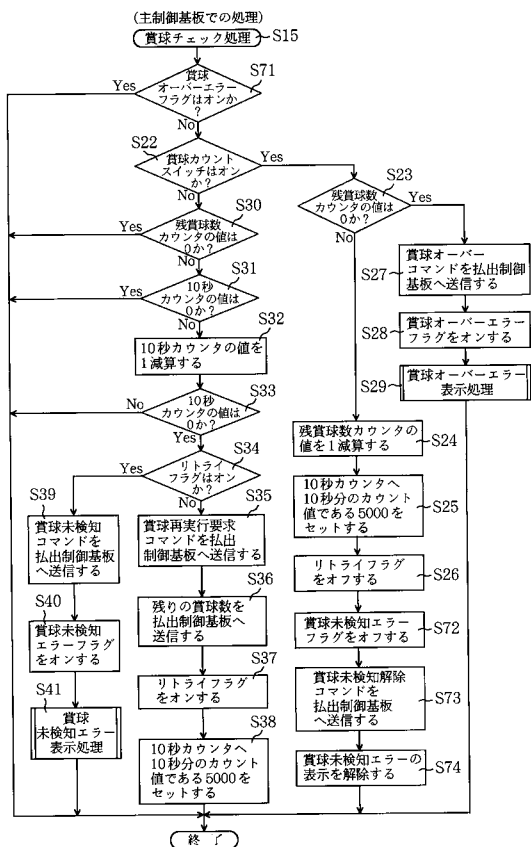 (主制御基板での処理)
賞球チェック処理
S15
賞球
オーバーエラー
フラグはオンか
?
S71
Yes
No
S22
賞球カウント
スイッチはオン
か?
Yes
No
S23
残賞球数
カウンタの値は
0か?
Yes
No
S30
残賞球数
カウンタの値は
0か?
Yes
No
S27
賞球オーバー
コマンドを払出制御
基板へ送信する
S31
10秒
カウンタの値は
0か?
Yes
No
S28
賞球オーバーエラー
フラグをオンする
S32
10秒カウンタの値を
1減算する
S29
賞球オーバーエラー
表示処理
S33
10秒
カウンタの値は
0か?
No
Yes
S24
残賞球数カウンタの
値を1減算する
S34
リトライ
フラグはオン
か?
Yes
No
S25
10秒カウンタへ
10秒分のカウント
値である5000を
セットする
S39
賞球未検知
コマンドを
払出制御基板
へ送信する
S35
賞球再実行要求
コマンドを払出
制御基板へ送信する
S26
リトライフラグ
をオフする
S40
賞球未検知
エラーフラグ
をオンする
S36
残りの賞球数を
払出制御基板へ
送信する
S72
賞球未検知エラー
フラグをオフする
S41
賞球
未検知エラー
表示処理
S37
リトライフラグ
をオンする
S73
賞球未検知解除
コマンドを
払出制御基板
へ送信する
S38
10秒カウンタへ
10秒分のカウント
値である5000を
セットする
S74
賞球未検知エラーの
表示を解除する
終了